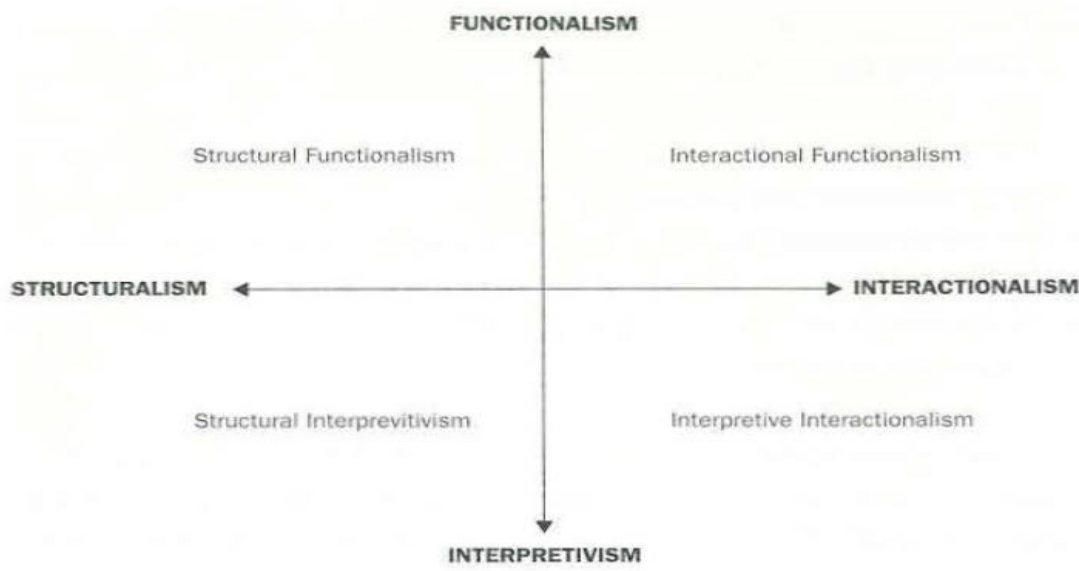 FUNCTIONALISM
Structural Functionalism
Interactional Functionalism
STRUCTURALISM
INTERACTIONALISM
Structural Interprevitivism
Interpretive Interactionalism
INTERPRETIVISM